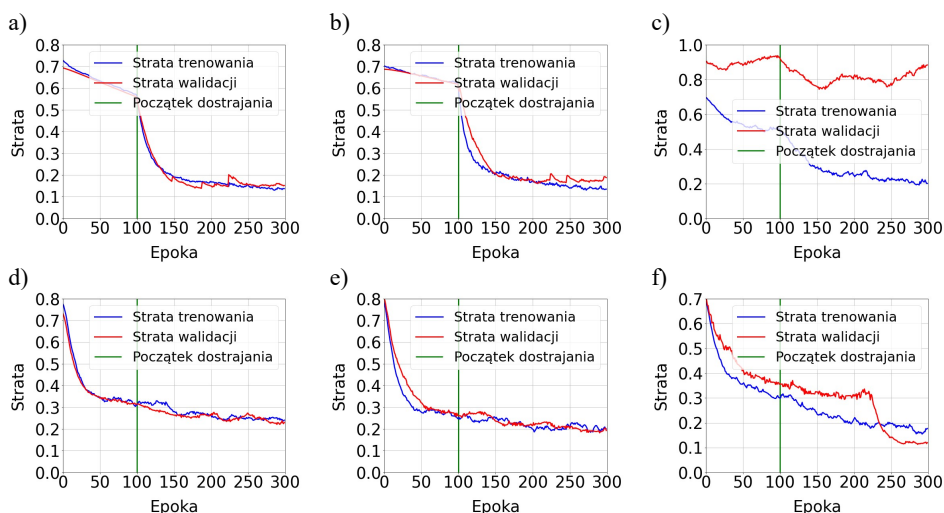 a)
0.8
0.7
0.6
0.5
0.4
0.3
0.2
0.1
0.0
Strata
Strata trenowania
Strata walidacji
Początek dostrajania
0 50 100 150 200 250 300
Epoka
b)
0.8
0.7
0.6
0.5
0.4
0.3
0.2
0.1
0.0
Strata
Strata trenowania
Strata walidacji
Początek dostrajania
0 50 100 150 200 250 300
Epoka
c)
1.0
0.8
0.6
0.4
0.2
0.0
Strata
Strata trenowania
Strata walidacji
Początek dostrajania
0 50 100 150 200 250 300
Epoka
d)
0.8
0.7
0.6
0.5
0.4
0.3
0.2
0.1
0.0
Strata
Strata trenowania
Strata walidacji
Początek dostrajania
0 50 100 150 200 250 300
Epoka
e)
0.8
0.7
0.6
0.5
0.4
0.3
0.2
0.1
0.0
Strata
Strata trenowania
Strata walidacji
Początek dostrajania
0 50 100 150 200 250 300
Epoka
f)
0.7
0.6
0.5
0.4
0.3
0.2
0.1
0.0
Strata
Strata trenowania
Strata walidacji
Początek dostrajania
0 50 100 150 200 250 300
Epoka